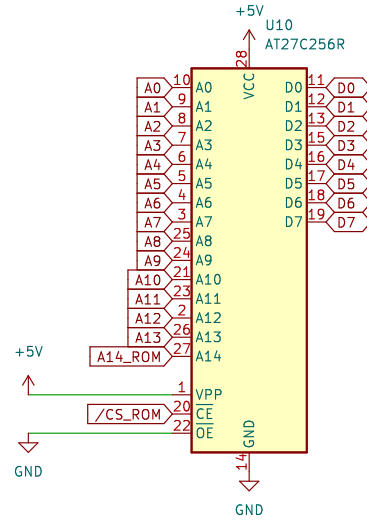 +5V
U10
AT27C256R
28
VCC
A0 10 A0 D0 11 D0
A1 9 A1 D1 12 D1
A2 8 A2 D2 13 D2
A3 7 A3 D3 15 D3
A4 6 A4 D4 16 D4
A5 5 A5 D5 17 D5
A6 4 A6 D6 18 D6
A7 3 A7 D7 19 D7
A8 25 A8
A9 24 A9
A10 21 A10
A11 23 A11
A12 2 A12
A13 26 A13
A14_ROM 27 A14
+5V
1 VPP
/CS_ROM 20 CE
22 OE
GND
14
GND
GND